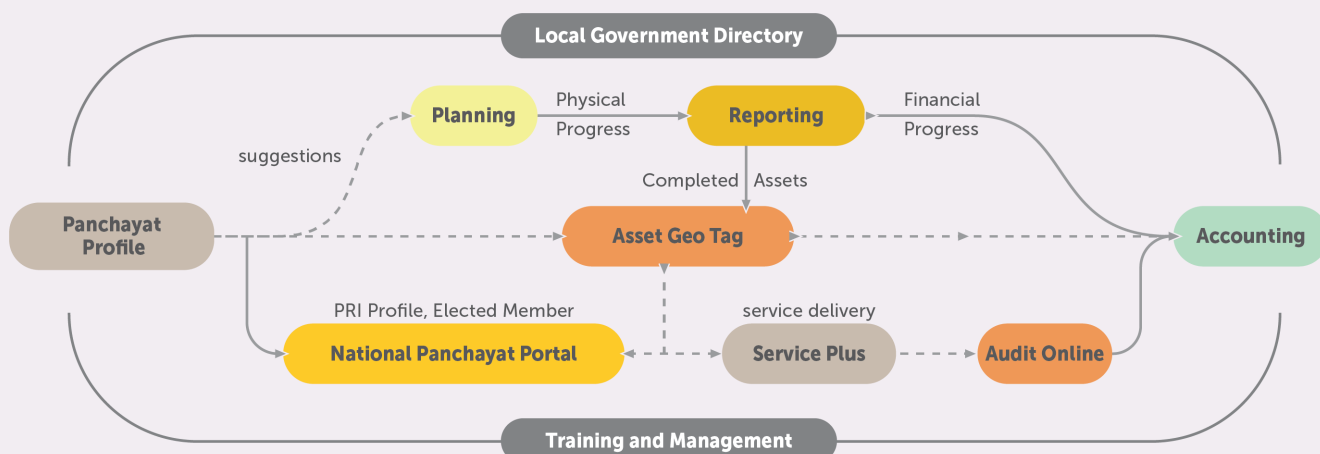 Local Government Directory
Planning
Physical
Progress
Reporting
Financial
Progress
suggestions
Completed Assets
Panchayat
Profile
Asset Geo Tag
Accounting
PRI Profile, Elected Member
service delivery
National Panchayat Portal
Service Plus
Audit Online
Training and Management